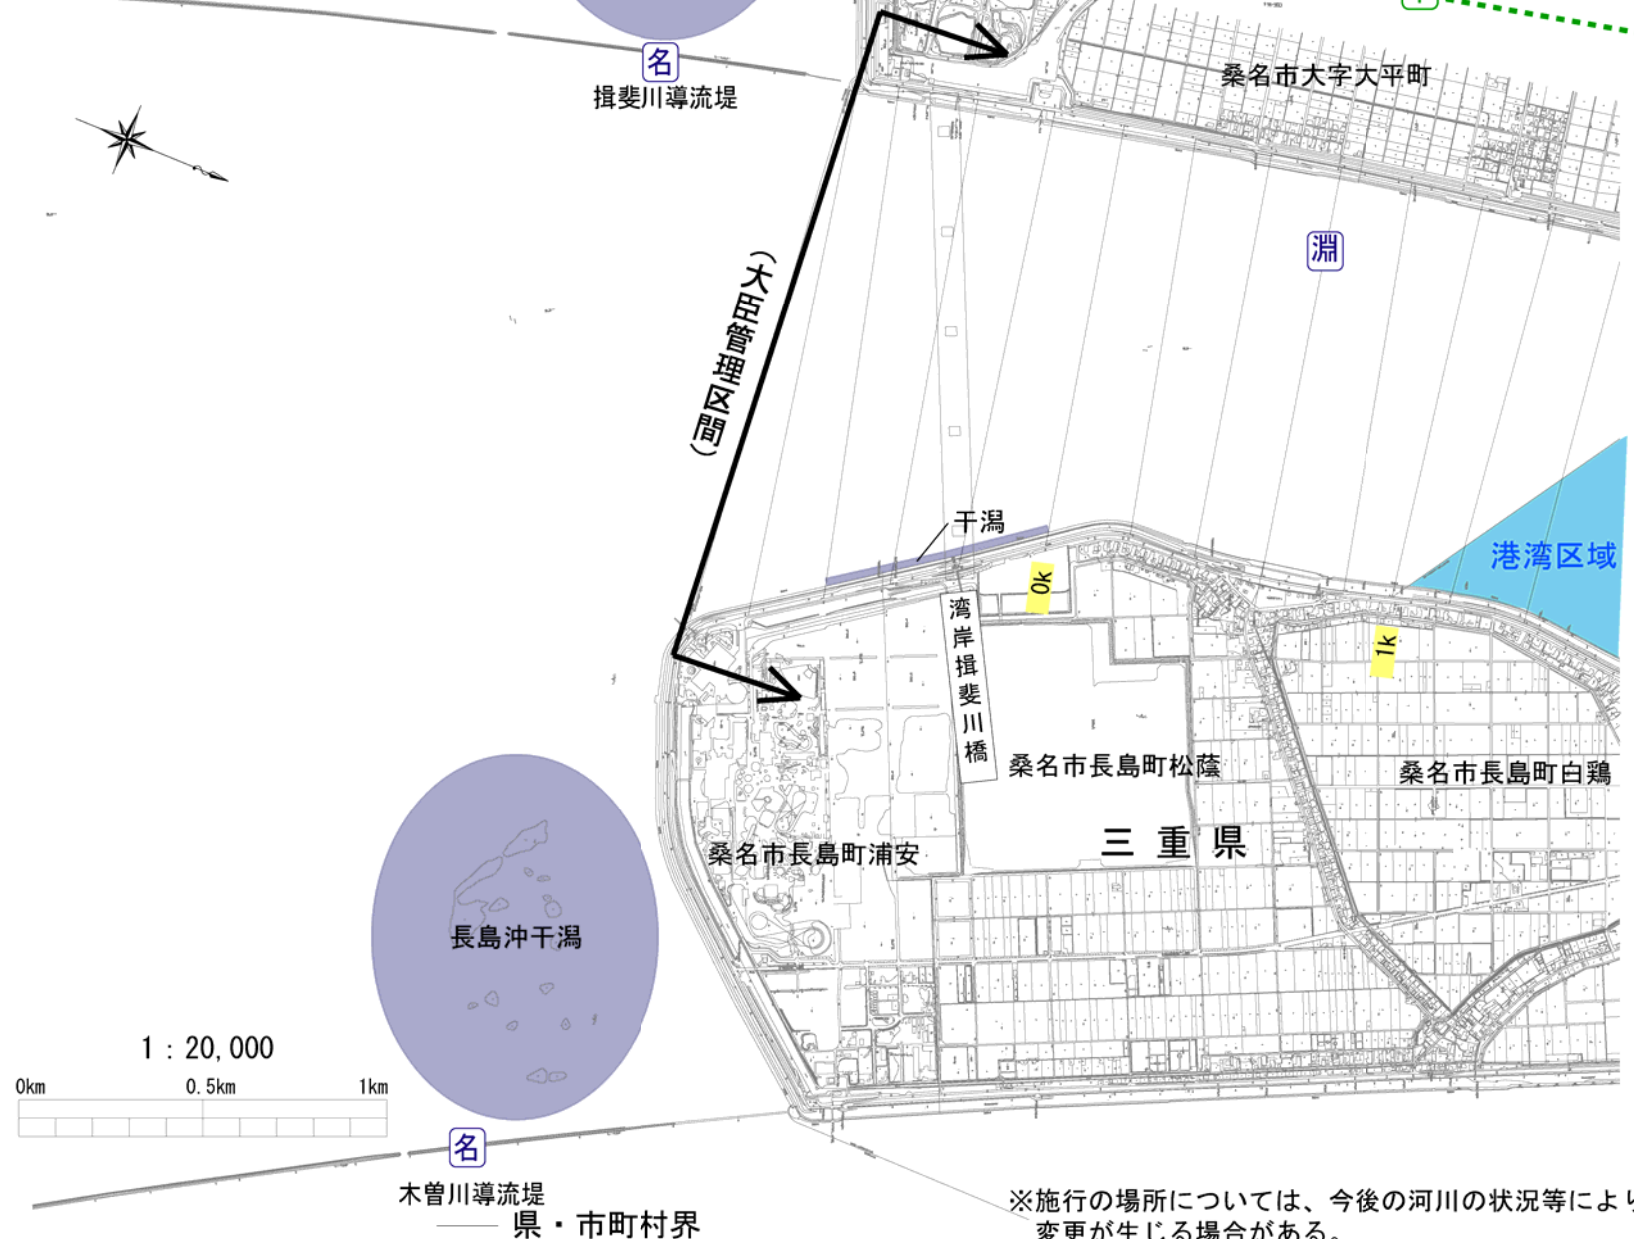 名
揖斐川導流堤
桑名市大字大平町
淵
（大臣管理区間）
干潟
港湾区域
0k
1k
湾岸揖斐川橋
桑名市長島町松蔭
桑名市長島町白鶏
三重県
桑名市長島町浦安
長島沖干潟
1：20,000
0km 0.5km 1km
名
木曽川導流堤
県・市町村界
※施行の場所については、今後の河川の状況等により
変更が生じる場合がある。